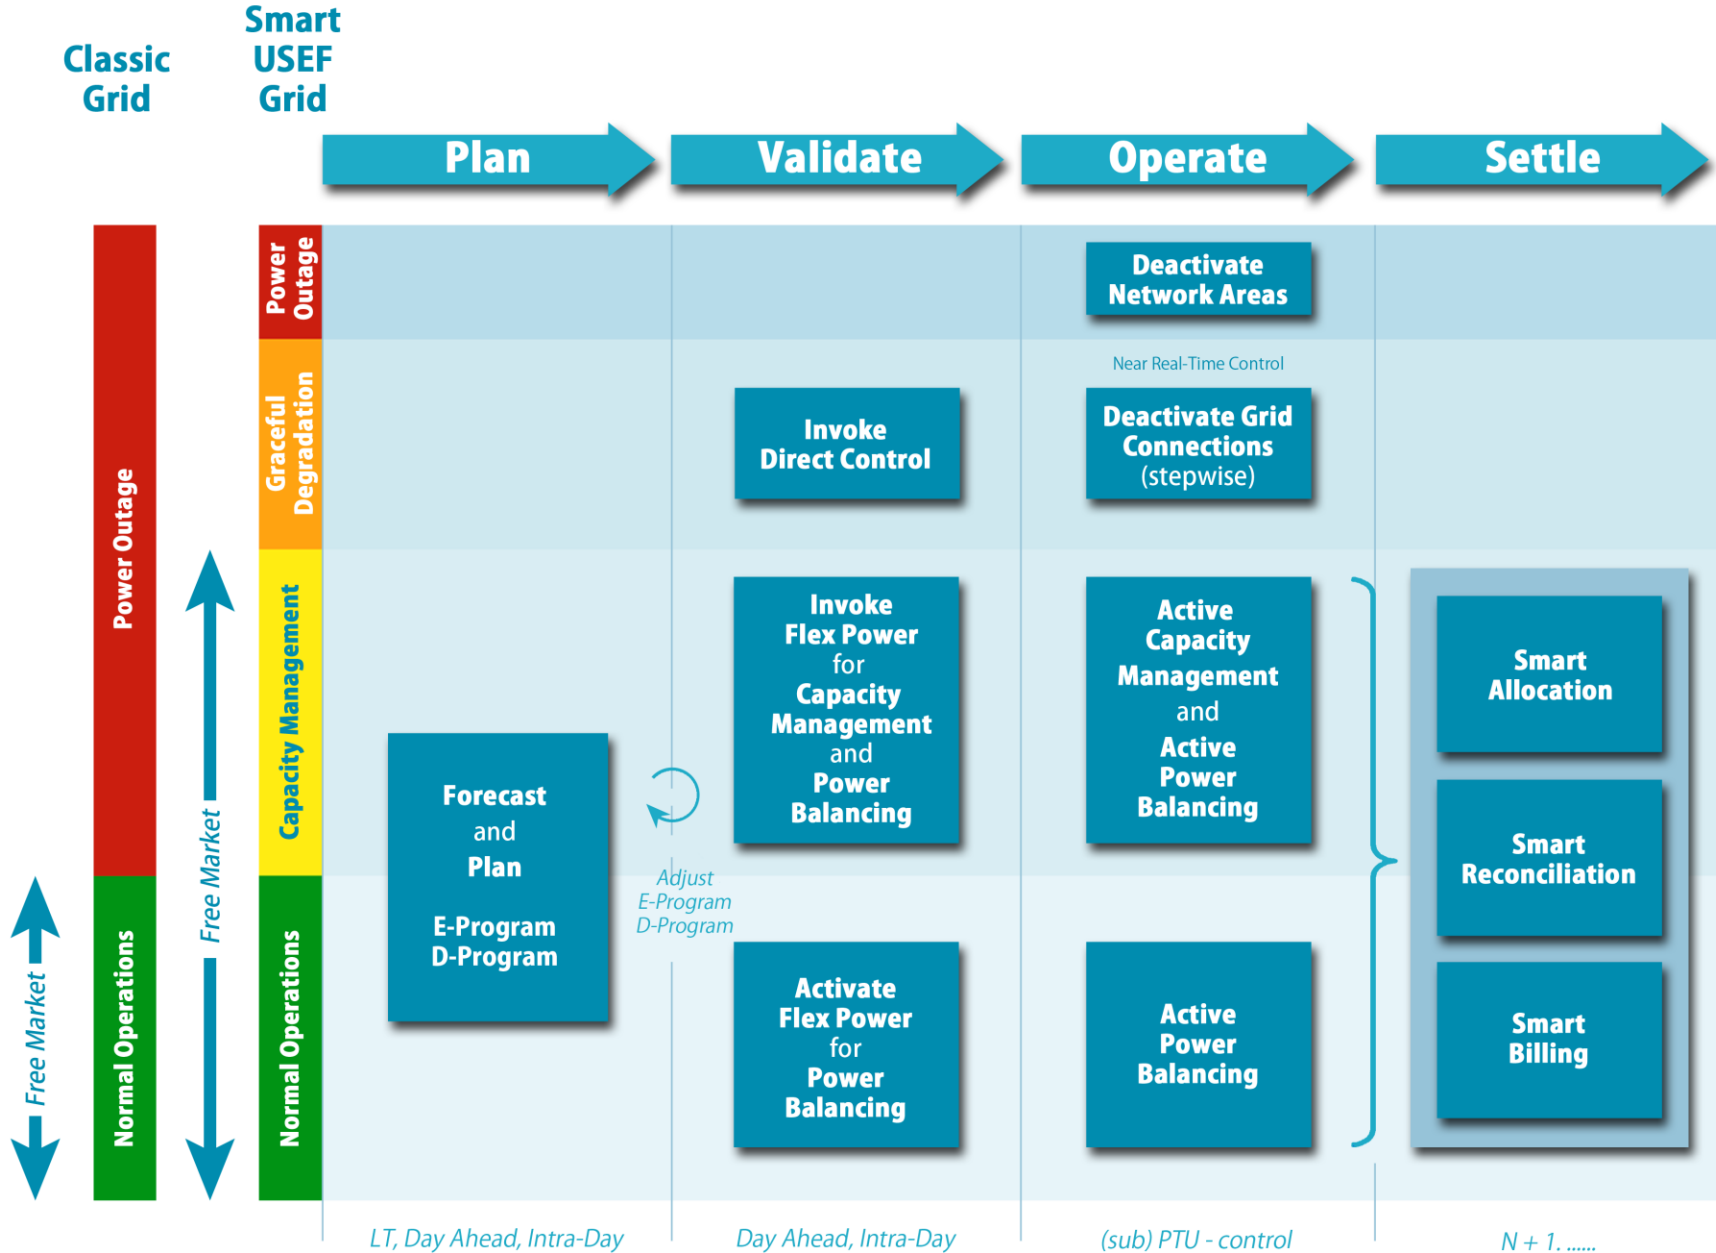 Classic
Grid
Smart
USEF
Grid
Plan
Validate
Operate
Settle
Power Outage
Normal Operations
Free Market
Free Market
Power
Outage
Graceful
Degradation
Capacity Management
Normal Operations
Deactivate
Network Areas
Near Real-Time Control
Invoke
Direct Control
Deactivate Grid
Connections
(stepwise)
Forecast
and
Plan
E-Program
D-Program
Adjust
E-Program
D-Program
Invoke
Flex Power
for
Capacity
Management
and
Power
Balancing
Active
Capacity
Management
and
Active
Power
Balancing
Activate
Flex Power
for
Power
Balancing
Active
Power
Balancing
Smart
Allocation
Smart
Reconciliation
Smart
Billing
LT, Day Ahead, Intra-Day
Day Ahead, Intra-Day
(sub) PTU - control
N + 1. ......